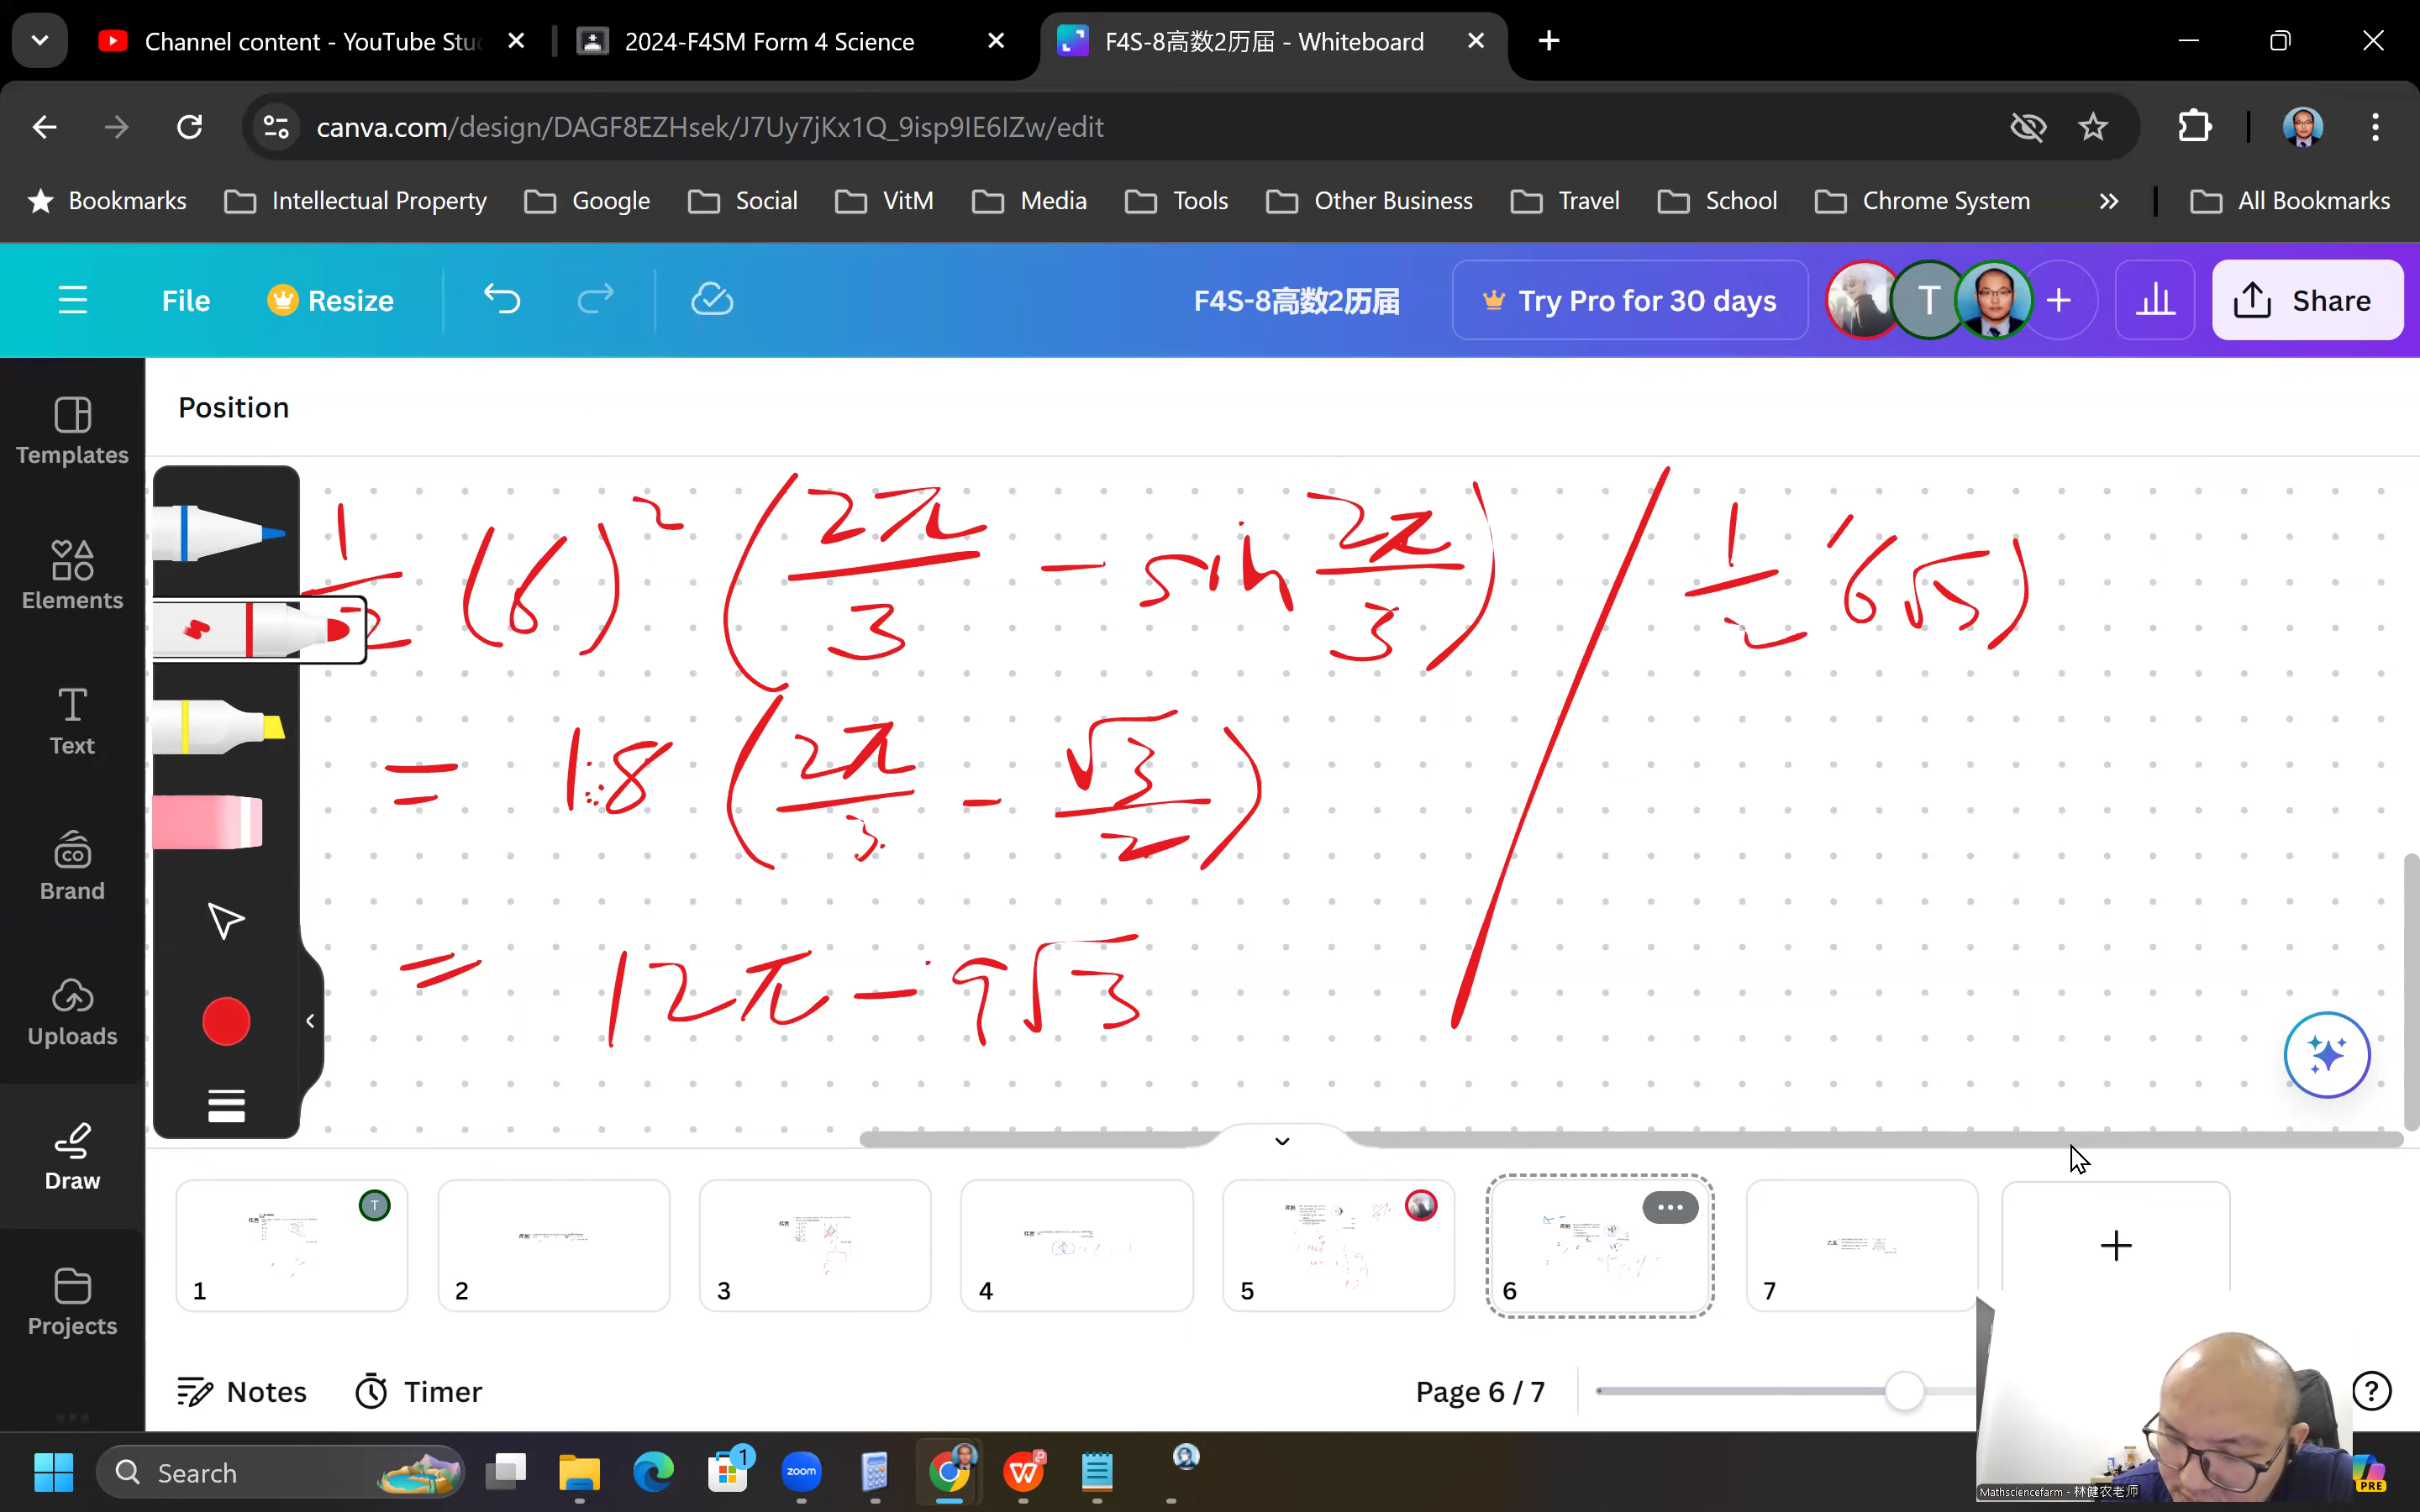 Channel content - YouTube Stu
2024-F4SM Form 4 Science
F4S-8高数2历届 - Whiteboard
canva.com/design/DAGF8EZHsek/J7Uy7jKx1Q_9isp9IE6IZw/edit
Bookmarks Intellectual Property Google Social VitM Media Tools Other Business Travel School Chrome System » All Bookmarks
File Resize F4S-8高数2历届 Try Pro for 30 days T + Share
Position
Templates
Elements
Text
Brand
Uploads
Draw
Projects
1/2 (6)² (2π/3 - sin 2π/3) / 1/2 (6√3)
= 18 (2π/3 - √3/2)
= 12π - 9√3
T
1 2 3 4 5 6 7
Notes Timer Page 6 / 7
Mathsciencefarm - 林健农老师
Search 1 zoom PRE